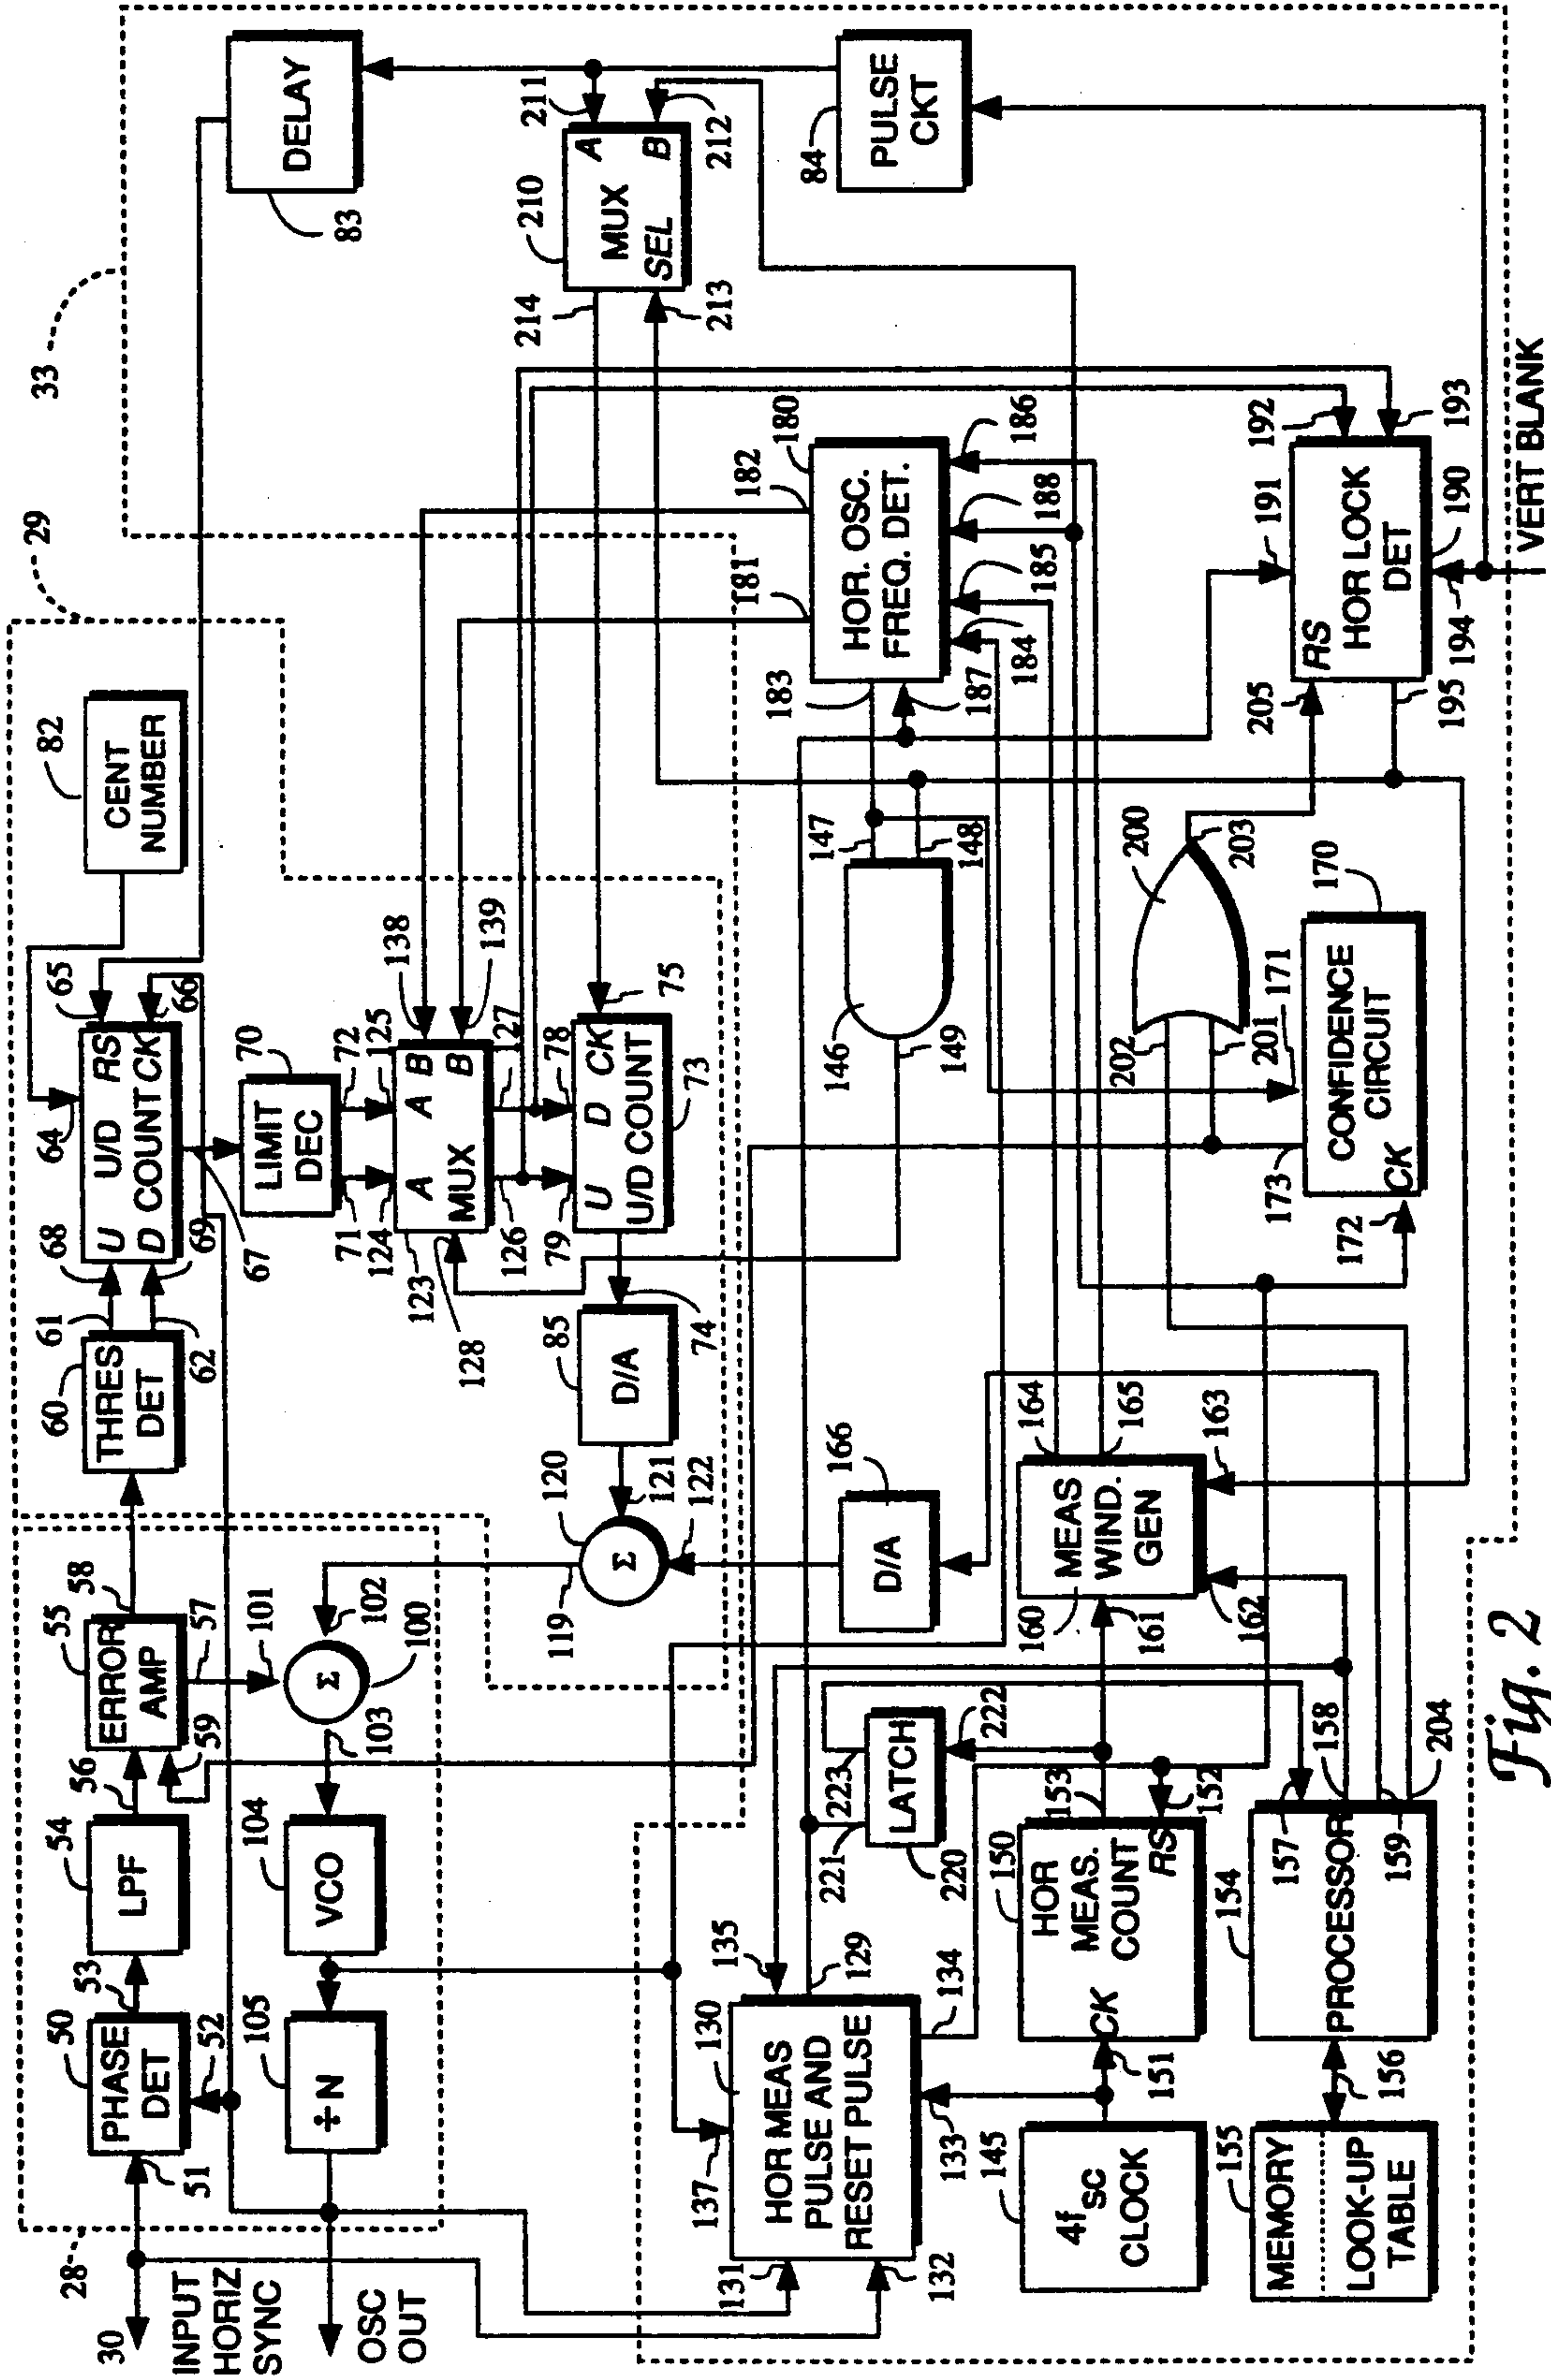 28
50
PHASE
DET
51
52
53
54
LPF
56
55
ERROR
AMP
57
58
59
60
THRES
DET
61
62
68
69
64
U U/D RS
D COUNT CK
65
66
67
82
CENT
NUMBER
29
33
DELAY
83
30
INPUT
HORIZ
SYNC
OSC
OUT
105
÷N
104
VCO
103
Σ
100
101
102
70
LIMIT
DEC
71
72
124
125
A A B
MUX B
123
128
138
139
126
127
79
78
U D CK
U/D COUNT
75
73
74
85
D/A
119
120
Σ
121
122
166
D/A
214
210
211
A
MUX
B
SEL
212
213
84
PULSE
CKT
137
130
HOR MEAS
PULSE AND
RESET PULSE
131
132
133
134
135
129
221
223
LATCH
220
222
145
4fSC
CLOCK
151
150
HOR
MEAS.
COUNT
CK
RS
152
153
160
MEAS
WIND.
GEN
161
162
163
164
165
155
MEMORY
LOOK-UP
TABLE
156
154
PROCESSOR
157
158
159
204
146
147
148
149
181
182
180
HOR. OSC.
FREQ. DET.
183
187
184
185
188
186
200
202
201
203
171
170
CONFIDENCE
CIRCUIT
CK
172
173
205
RS
HOR LOCK
DET
191
192
193
194
190
195
VERT BLANK
Fig. 2